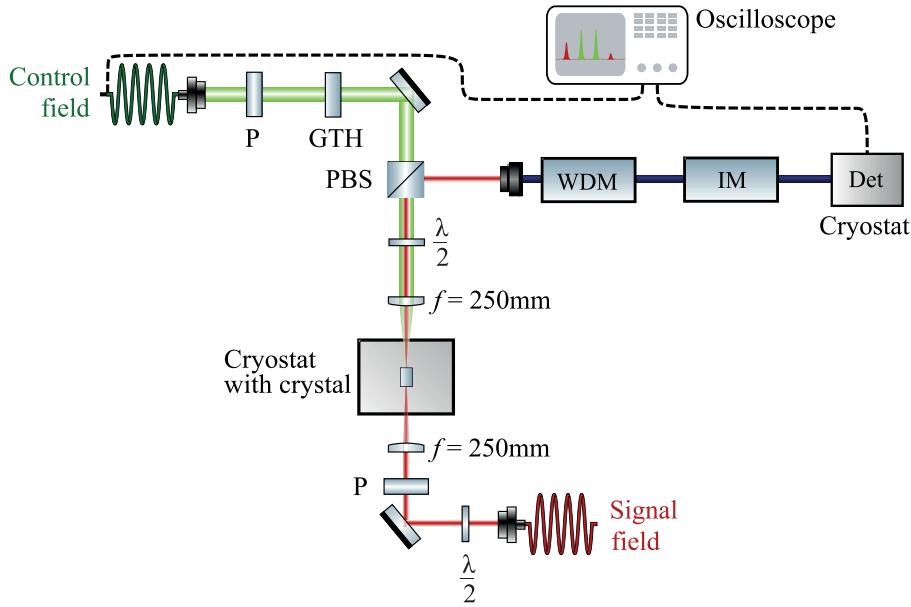 Oscilloscope
Control
field
P
GTH
PBS
WDM
IM
Det
Cryostat
λ/2
f = 250mm
Cryostat
with crystal
f = 250mm
P
Signal
field
λ/2